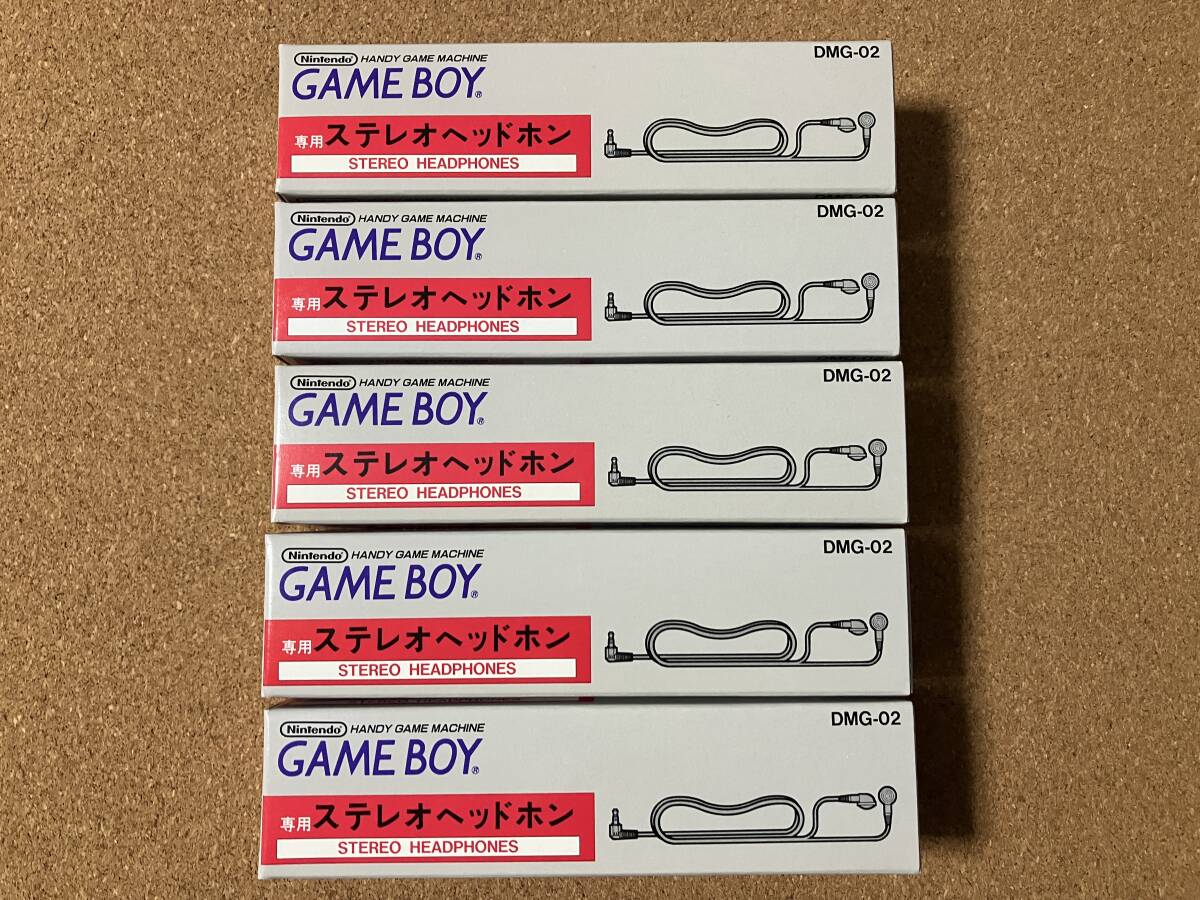 Nintendo HANDY GAME MACHINE DMG-02
GAME BOY®
専用ステレオヘッドホン
STEREO HEADPHONES
Nintendo HANDY GAME MACHINE DMG-02
GAME BOY®
専用ステレオヘッドホン
STEREO HEADPHONES
Nintendo HANDY GAME MACHINE DMG-02
GAME BOY®
専用ステレオヘッドホン
STEREO HEADPHONES
Nintendo HANDY GAME MACHINE DMG-02
GAME BOY®
専用ステレオヘッドホン
STEREO HEADPHONES
Nintendo HANDY GAME MACHINE DMG-02
GAME BOY®
専用ステレオヘッドホン
STEREO HEADPHONES